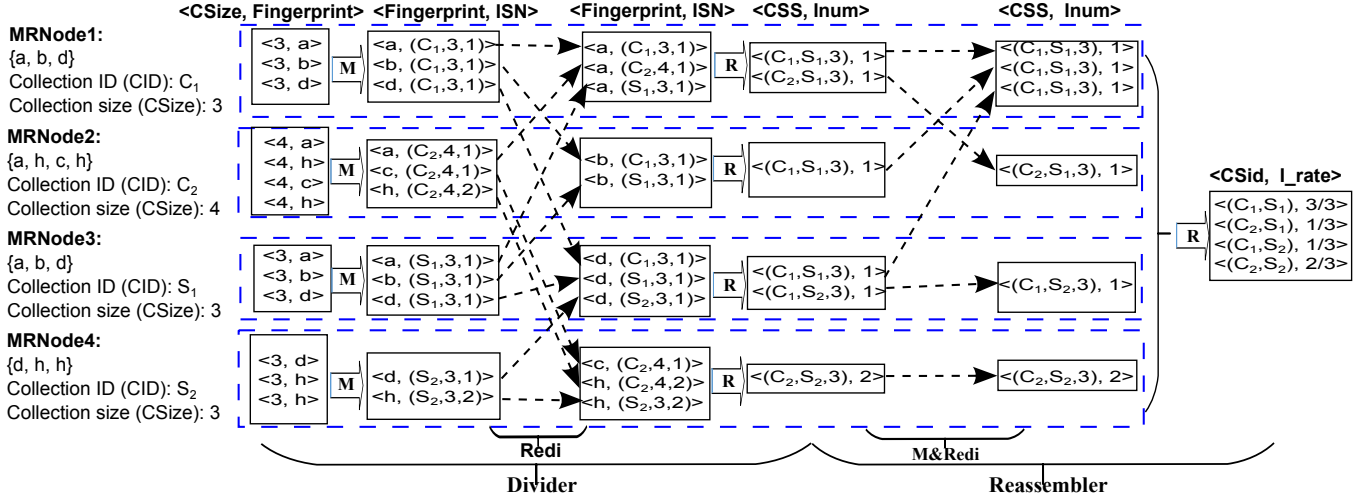 <CSize, Fingerprint> <Fingerprint, ISN> <Fingerprint, ISN> <CSS, Inum> <CSS, Inum>
MRNode1:
{a, b, d}
Collection ID (CID): C₁
Collection size (CSize): 3
<3, a>
<3, b>
<3, d>
M
<a, (C₁,3,1)>
<b, (C₁,3,1)>
<d, (C₁,3,1)>
<a, (C₁,3,1)>
<a, (C₂,4,1)>
<a, (S₁,3,1)>
R
<(C₁,S₁,3), 1>
<(C₂,S₁,3), 1>
<(C₁,S₁,3), 1>
<(C₁,S₁,3), 1>
<(C₁,S₁,3), 1>
MRNode2:
{a, h, c, h}
Collection ID (CID): C₂
Collection size (CSize): 4
<4, a>
<4, h>
<4, c>
<4, h>
M
<a, (C₂,4,1)>
<c, (C₂,4,1)>
<h, (C₂,4,2)>
<b, (C₁,3,1)>
<b, (S₁,3,1)>
R
<(C₁,S₁,3), 1>
<(C₂,S₁,3), 1>
MRNode3:
{a, b, d}
Collection ID (CID): S₁
Collection size (CSize): 3
<3, a>
<3, b>
<3, d>
M
<a, (S₁,3,1)>
<b, (S₁,3,1)>
<d, (S₁,3,1)>
<d, (C₁,3,1)>
<d, (S₁,3,1)>
<d, (S₂,3,1)>
R
<(C₁,S₁,3), 1>
<(C₁,S₂,3), 1>
<(C₁,S₂,3), 1>
MRNode4:
{d, h, h}
Collection ID (CID): S₂
Collection size (CSize): 3
<3, d>
<3, h>
<3, h>
M
<d, (S₂,3,1)>
<h, (S₂,3,2)>
<c, (C₂,4,1)>
<h, (C₂,4,2)>
<h, (S₂,3,2)>
R
<(C₂,S₂,3), 2>
<(C₂,S₂,3), 2>
R
<CSid, I_rate>
<(C₁,S₁), 3/3>
<(C₂,S₁), 1/3>
<(C₁,S₂), 1/3>
<(C₂,S₂), 2/3>
Redi
M&Redi
Divider
Reassembler